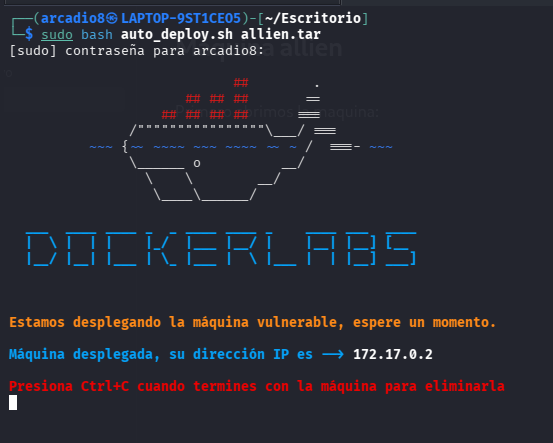 ┌──(arcadio8㉿LAPTOP-9ST1CEO5)-[~/Escritorio]
└─$ sudo bash auto_deploy.sh allien.tar
[sudo] contraseña para arcadio8:
DOCKERLABS
Estamos desplegando la máquina vulnerable, espere un momento.
Máquina desplegada, su dirección IP es --> 172.17.0.2
Presiona Ctrl+C cuando termines con la máquina para eliminarla